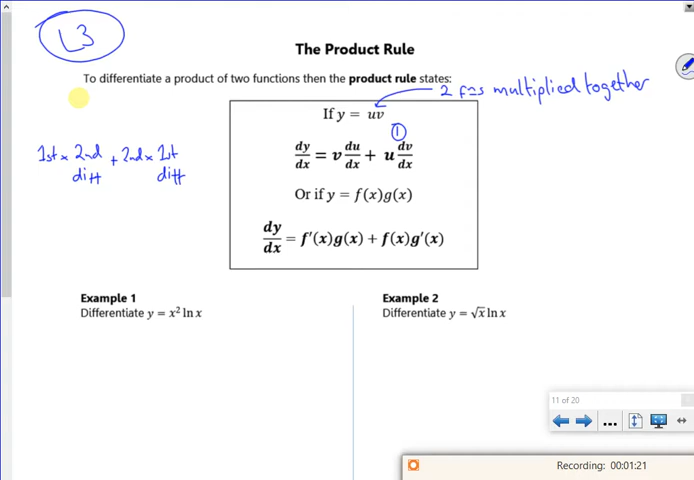 L3
The Product Rule
To differentiate a product of two functions then the product rule states:
2 fns multiplied together
If y = uv
①
dy/dx = v du/dx + u dv/dx
1st × 2nd diff + 2nd × 1st diff
Or if y = f(x)g(x)
dy/dx = f′(x)g(x) + f(x)g′(x)
Example 1
Differentiate y = x² ln x
Example 2
Differentiate y = √x ln x
11 of 20
...
Recording: 00:01:21